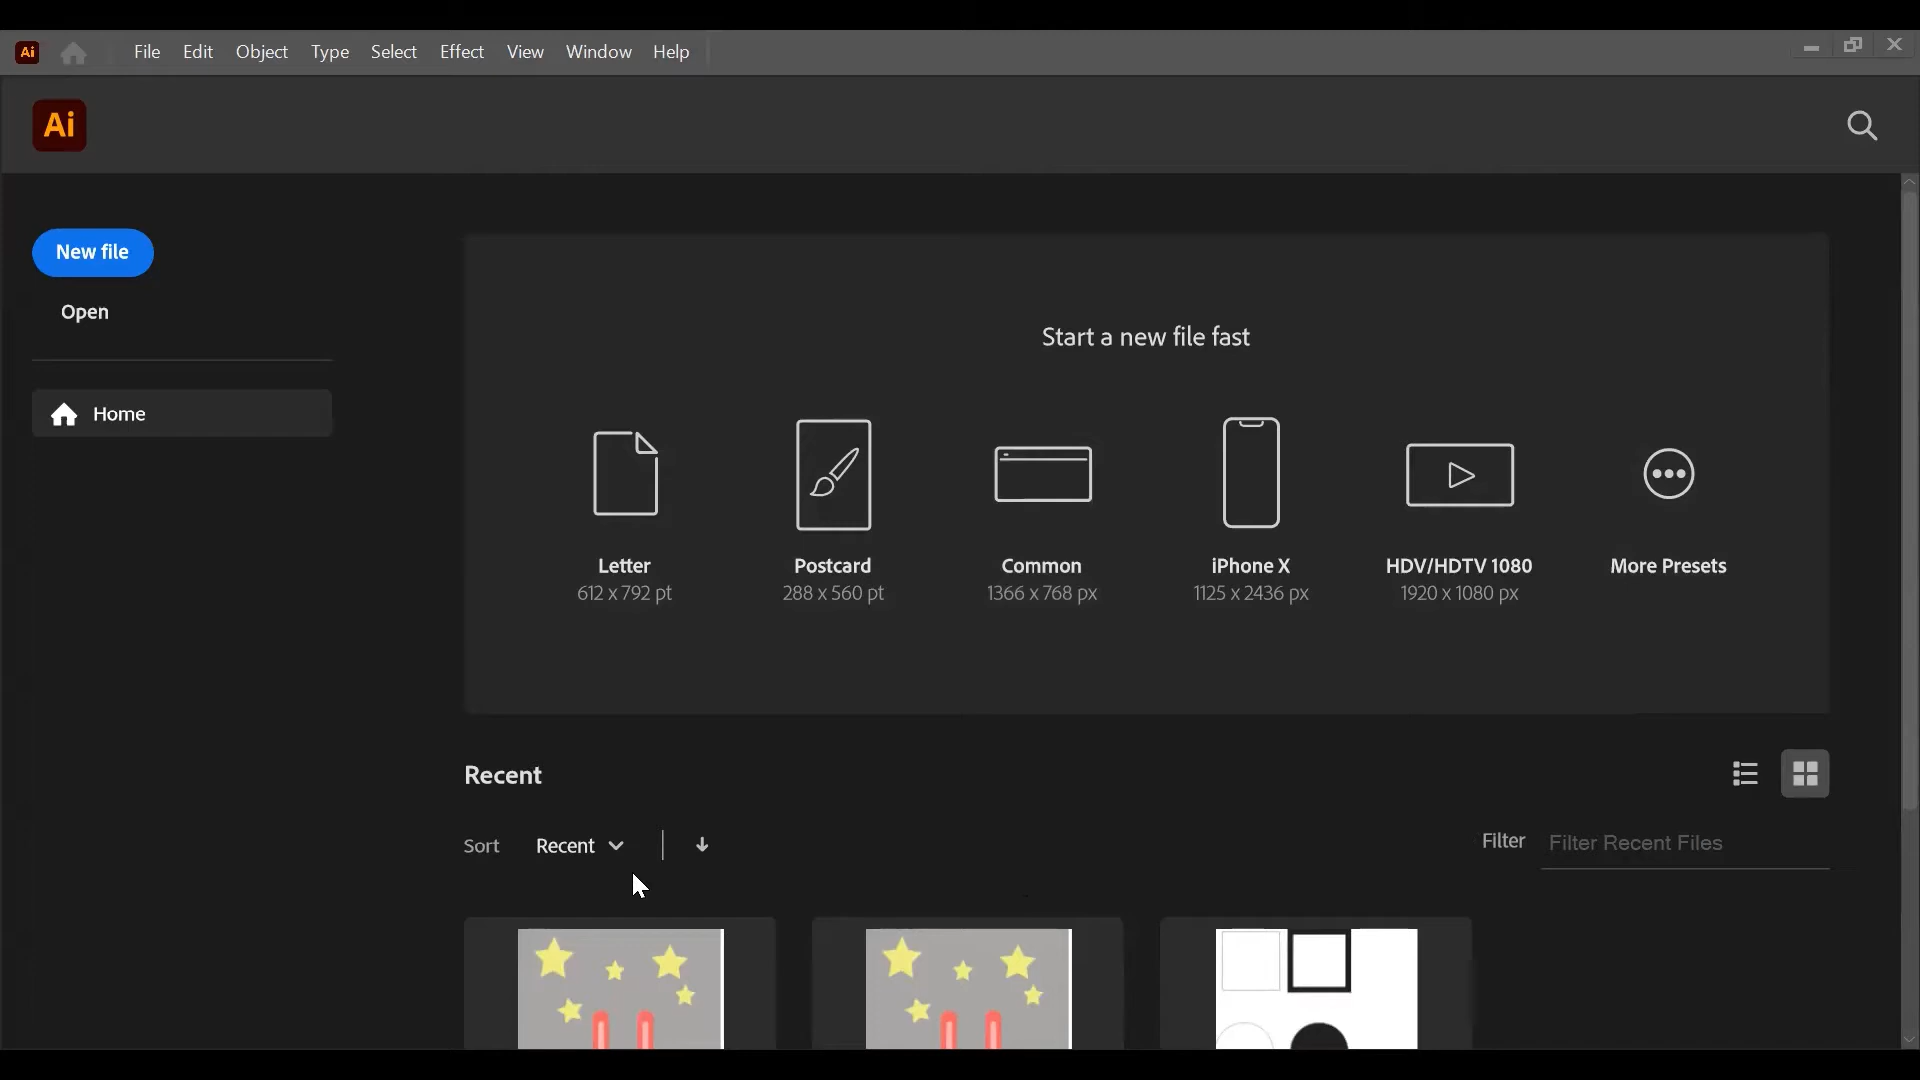 Ai File Edit Object Type Select Effect View Window Help
Ai
New file
Open
Home
Start a new file fast
Letter
612 x 792 pt
Postcard
288 x 560 pt
Common
1366 x 768 px
iPhone X
1125 x 2436 px
HDV/HDTV 1080
1920 x 1080 px
More Presets
Recent
Sort Recent
Filter Filter Recent Files